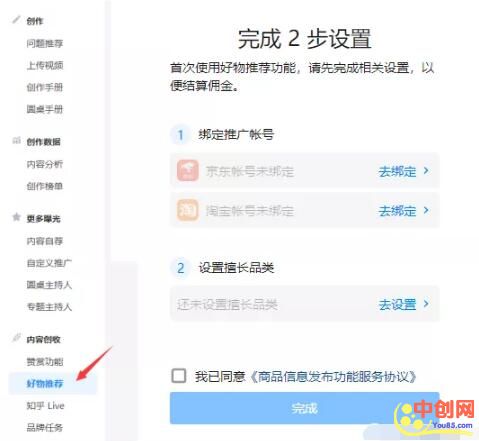 创作
问题推荐
上传视频
创作手册
圆桌手册
创作数据
内容分析
创作榜单
更多曝光
内容自荐
自定义推广
圆桌主持人
专题主持人
内容创收
赞赏功能
好物推荐
知乎 Live
品牌任务
完成 2 步设置
首次使用好物推荐功能，请先完成相关设置，以
便结算佣金。
1 绑定推广帐号
京东帐号未绑定 去绑定 >
淘 淘宝帐号未绑定 去绑定 >
2 设置擅长品类
还未设置擅长品类 去设置 >
我已同意《商品信息发布功能服务协议》
完成
中创网
You85.com